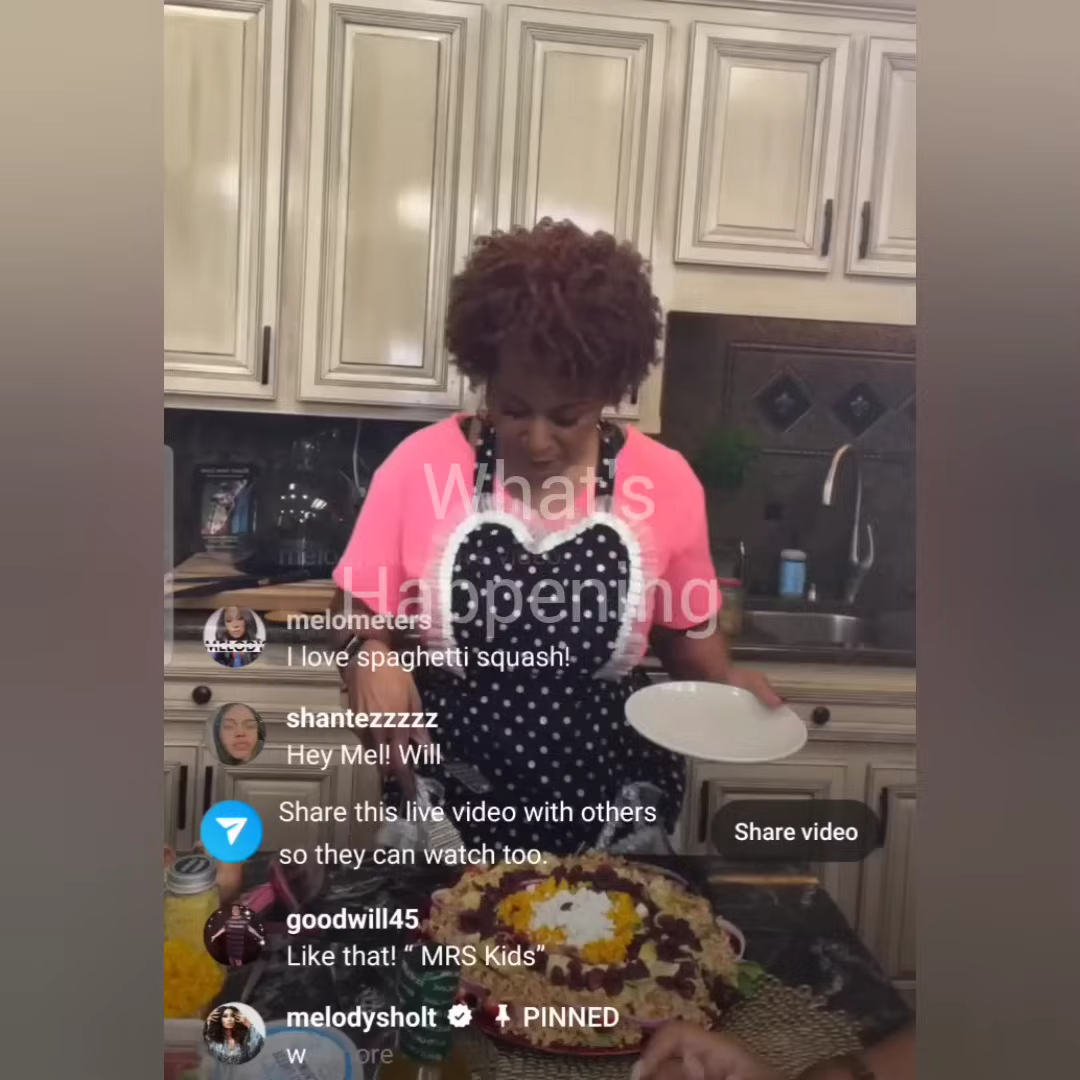 What's
Happening
melometers
I love spaghetti squash!
shantezzzzz
Hey Mel! Will
Share this live video with others
so they can watch too.
Share video
goodwill45
Like that! “ MRS Kids”
melodysholt PINNED